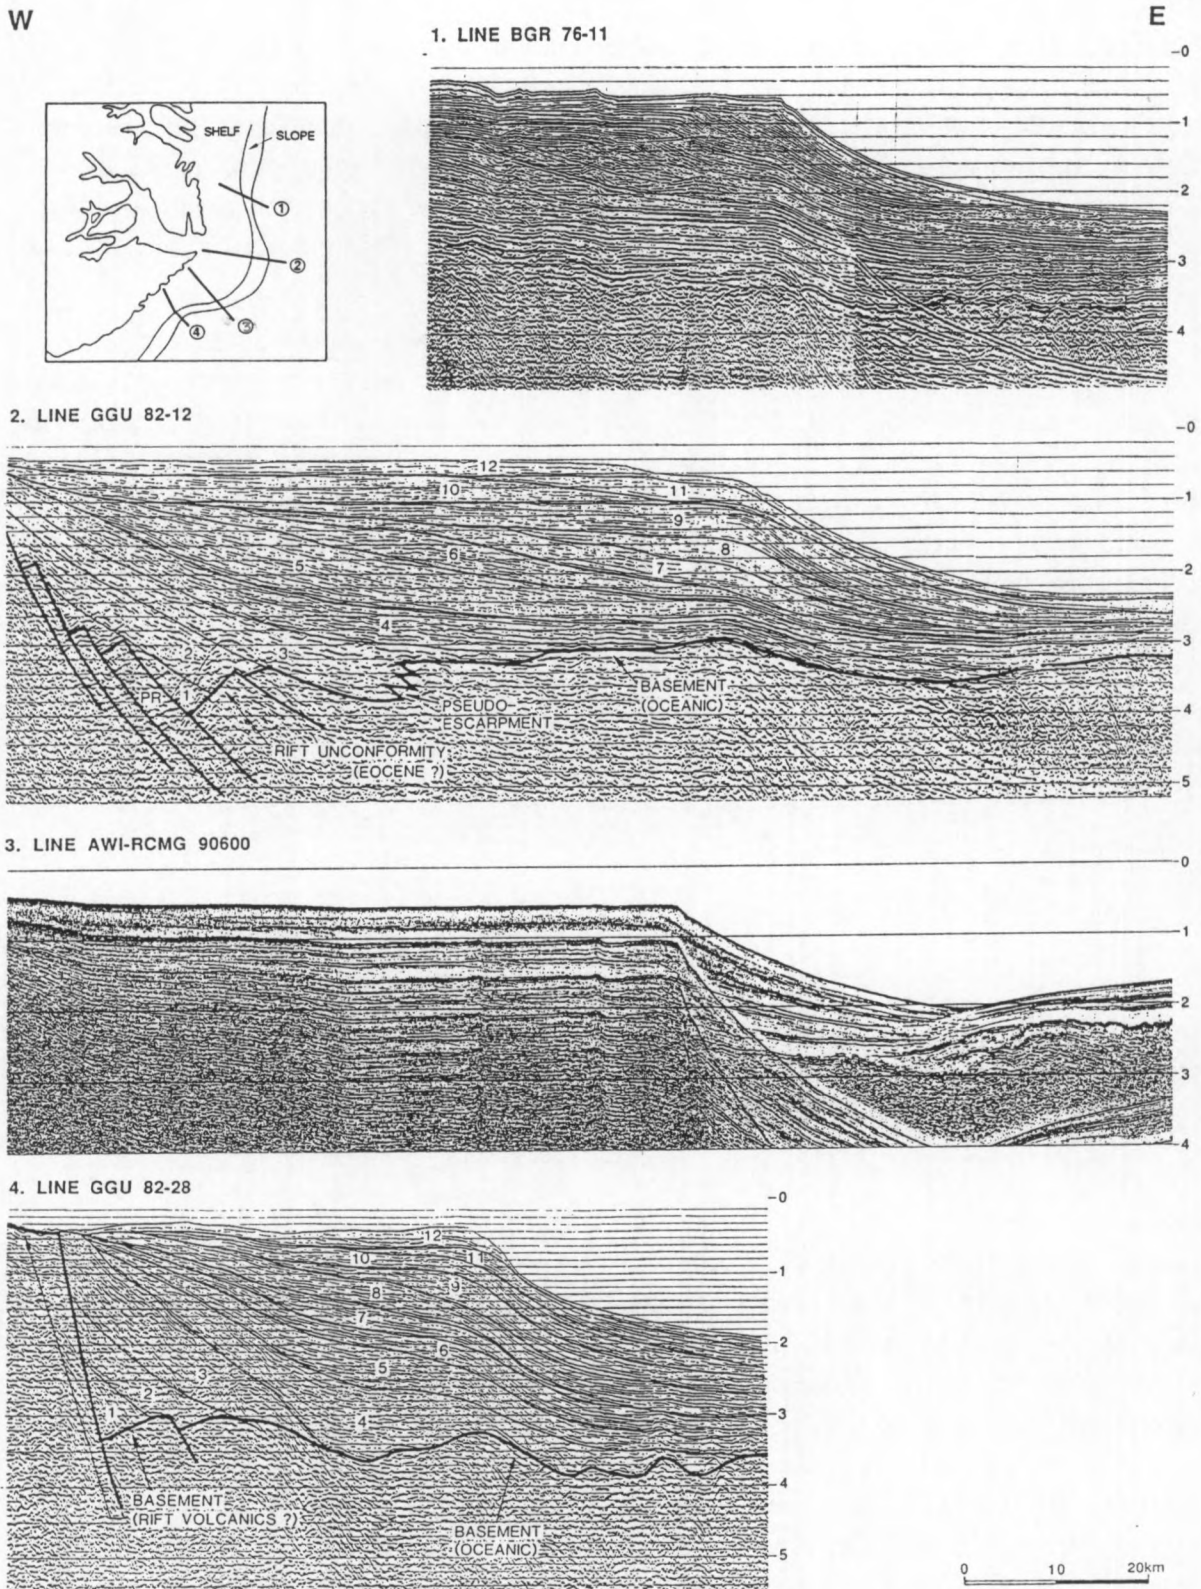 W
E
1. LINE BGR 76-11
-0
-1
-2
-3
-4
SHELF
SLOPE
1
2
3
4
2. LINE GGU 82-12
-0
-1
-2
-3
-4
-5
12
10
11
9
8
6
5
7
4
2
3
1
PR
BASEMENT
(OCEANIC)
PSEUDO-
ESCARPMENT
RIFT UNCONFORMITY
(EOCENE ?)
3. LINE AWI-RCMG 90600
-0
-1
-2
-3
-4
4. LINE GGU 82-28
-0
-1
-2
-3
-4
-5
12
10
11
9
8
7
6
5
3
2
1
4
BASEMENT
(RIFT VOLCANICS ?)
BASEMENT
(OCEANIC)
0 10 20km